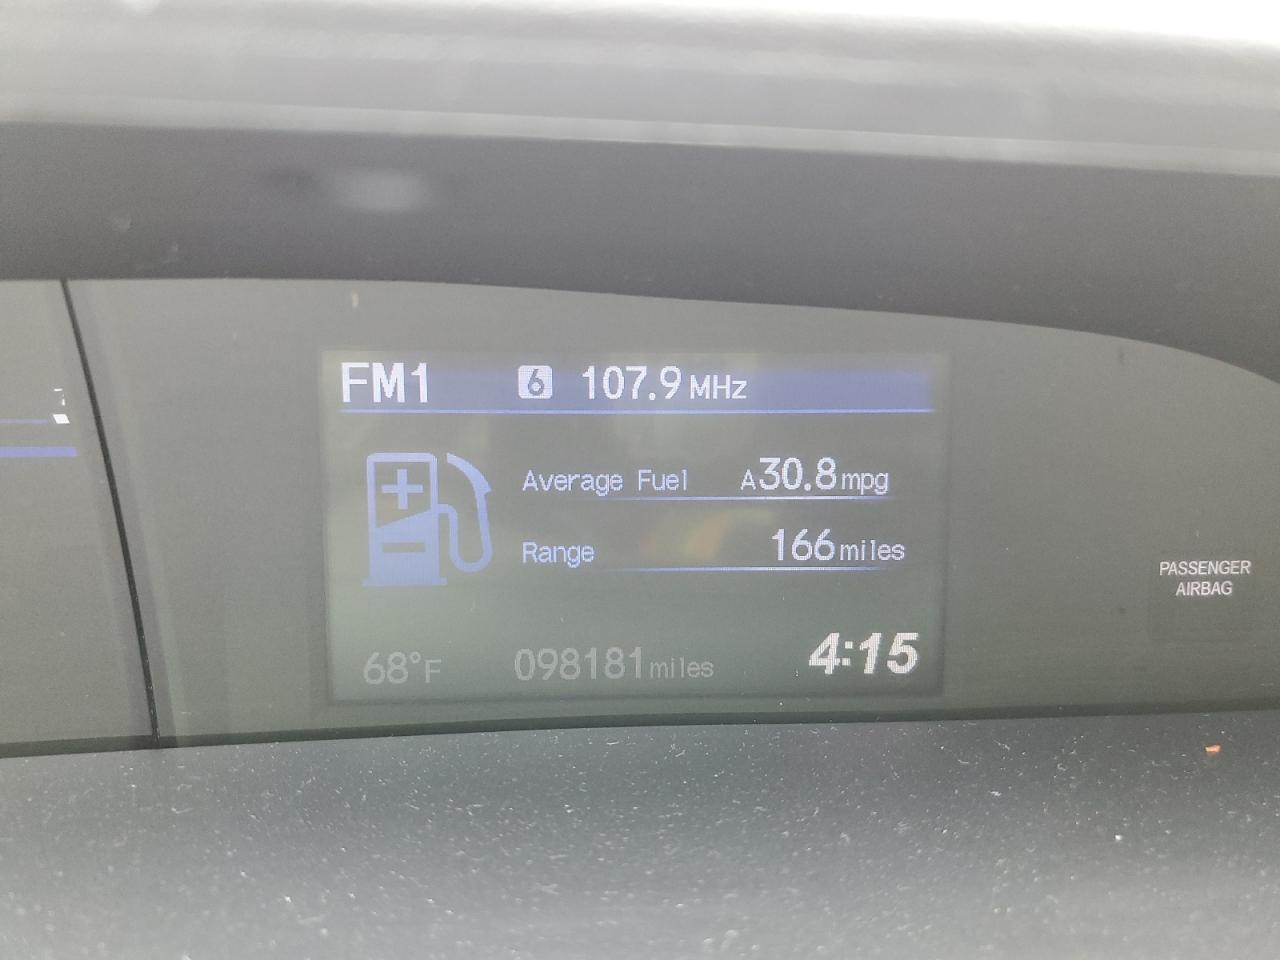 FM1 6 107.9 MHz
Average Fuel A30.8 mpg
Range 166 miles
PASSENGER
AIRBAG
68°F 098181 miles 4:15